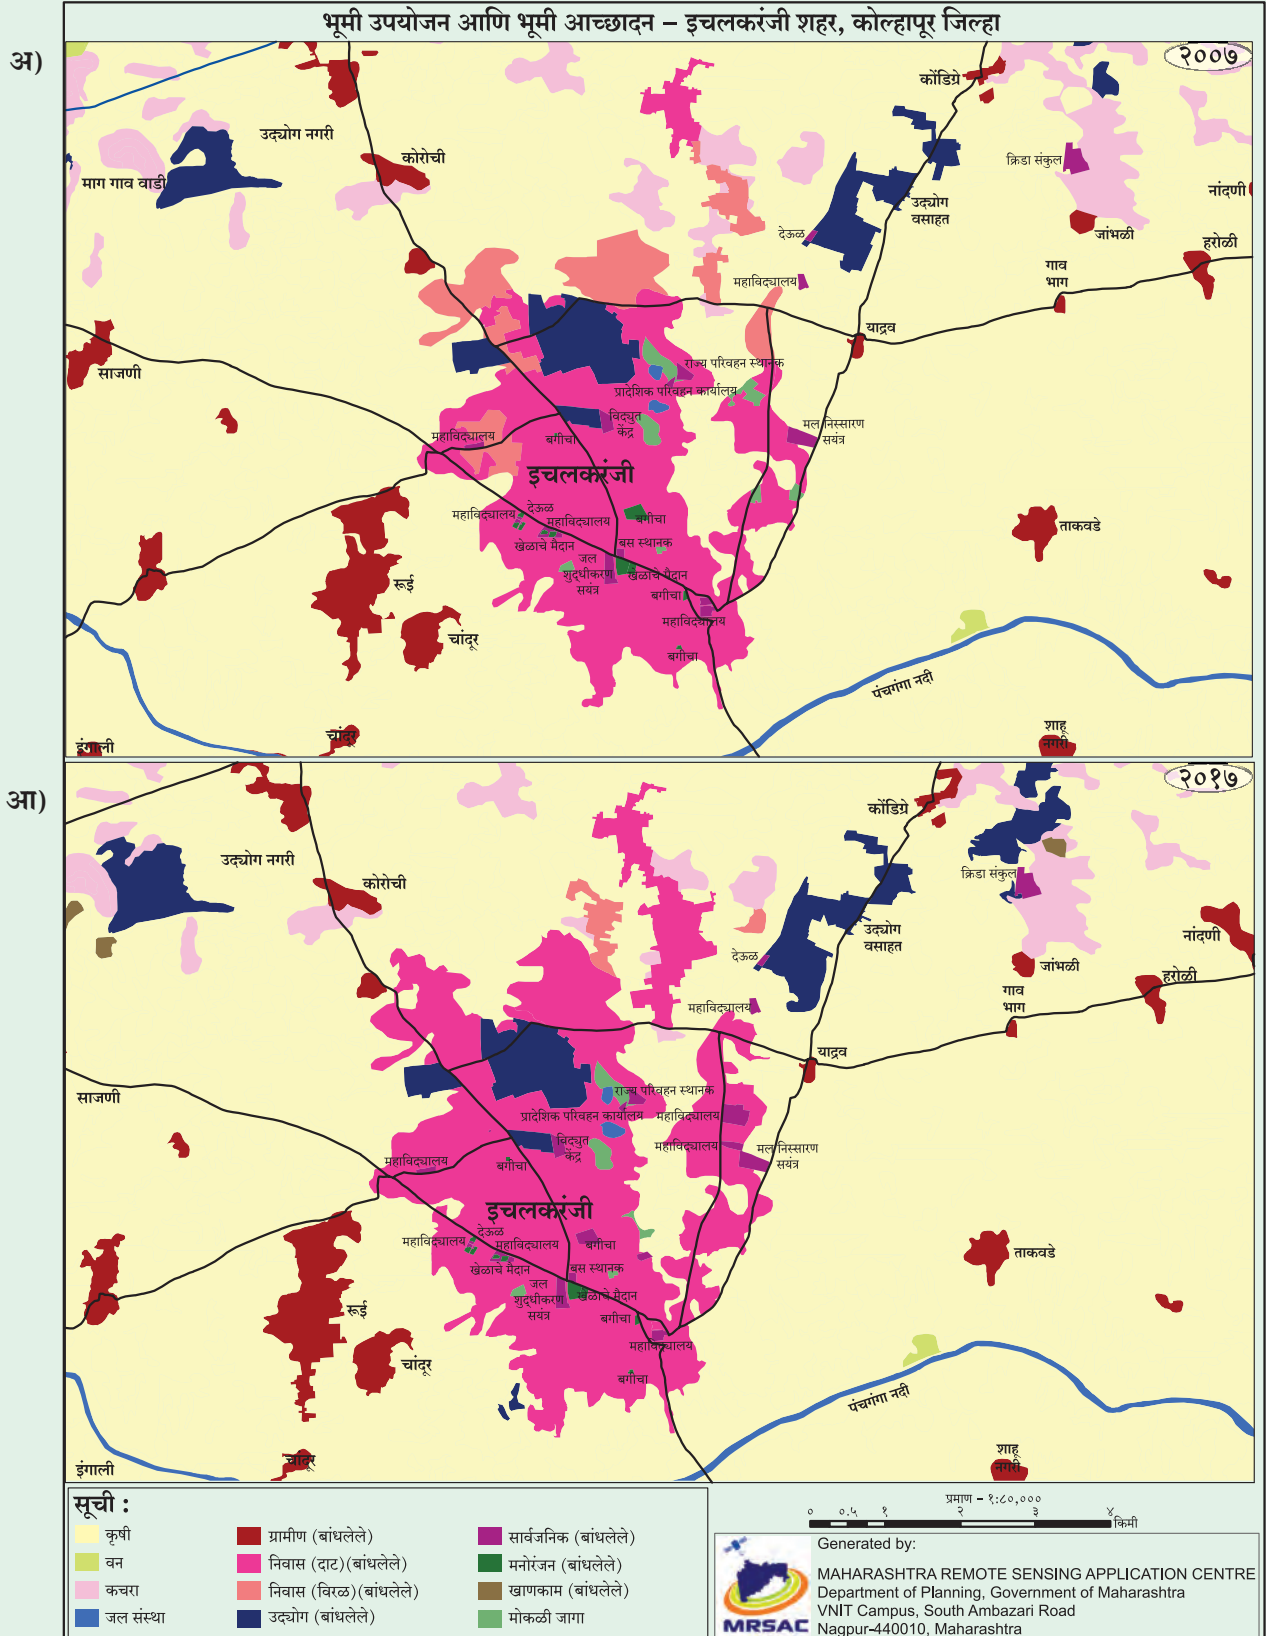 भूमी उपयोजन आणि भूमी आच्छादन – इचलकरंजी शहर, कोल्हापूर जिल्हा
अ)
२००७
कोंडिग्रे
उद्योग नगरी
कोरोची
क्रिडा संकुल
माग गाव वाडी
नांदणी
उद्योग
वसाहत
देऊळ
जांभळी
हरोली
गाव
भाग
महाविद्यालय
याद्रव
साजणी
राज्य परिवहन स्थानक
प्रादेशिक परिवहन कार्यालय
विद्युत
केंद्र
मल निस्सारण
सयंत्र
महाविद्यालय
बगीचा
इचलकरंजी
महाविद्यालय
देऊळ
महाविद्यालय
बगीचा
ताकवडे
खेळाचे मैदान
बस स्थानक
जल
शुद्धीकरण
सयंत्र
खेळाचे मैदान
रूई
बगीचा
महाविद्यालय
चांदूर
बगीचा
पंचगंगा नदी
इंगाली
चांदूर
शाहू
नगरी
आ)
२०१७
कोंडिग्रे
उद्योग नगरी
कोरोची
क्रिडा संकुल
उद्योग
वसाहत
नांदणी
देऊळ
जांभळी
हरोली
गाव
भाग
महाविद्यालय
याद्रव
साजणी
राज्य परिवहन स्थानक
प्रादेशिक परिवहन कार्यालय
महाविद्यालय
विद्युत
केंद्र
महाविद्यालय
मल निस्सारण
सयंत्र
महाविद्यालय
बगीचा
इचलकरंजी
महाविद्यालय
देऊळ
महाविद्यालय
बगीचा
ताकवडे
खेळाचे मैदान
बस स्थानक
जल
शुद्धीकरण
सयंत्र
खेळाचे मैदान
रूई
बगीचा
महाविद्यालय
चांदूर
बगीचा
पंचगंगा नदी
इंगाली
चांदूर
शाहू
नगरी
सूची :
कृषी
वन
कचरा
जल संस्था
ग्रामीण (बांधलेले)
निवास (दाट)(बांधलेले)
निवास (विरळ)(बांधलेले)
उद्योग (बांधलेले)
सार्वजनिक (बांधलेले)
मनोरंजन (बांधलेले)
खाणकाम (बांधलेले)
मोकळी जागा
प्रमाण – १:८०,०००
० ०.५ १ २ ३ ४
किमी
MRSAC
Generated by:
MAHARASHTRA REMOTE SENSING APPLICATION CENTRE
Department of Planning, Government of Maharashtra
VNIT Campus, South Ambazari Road
Nagpur-440010, Maharashtra